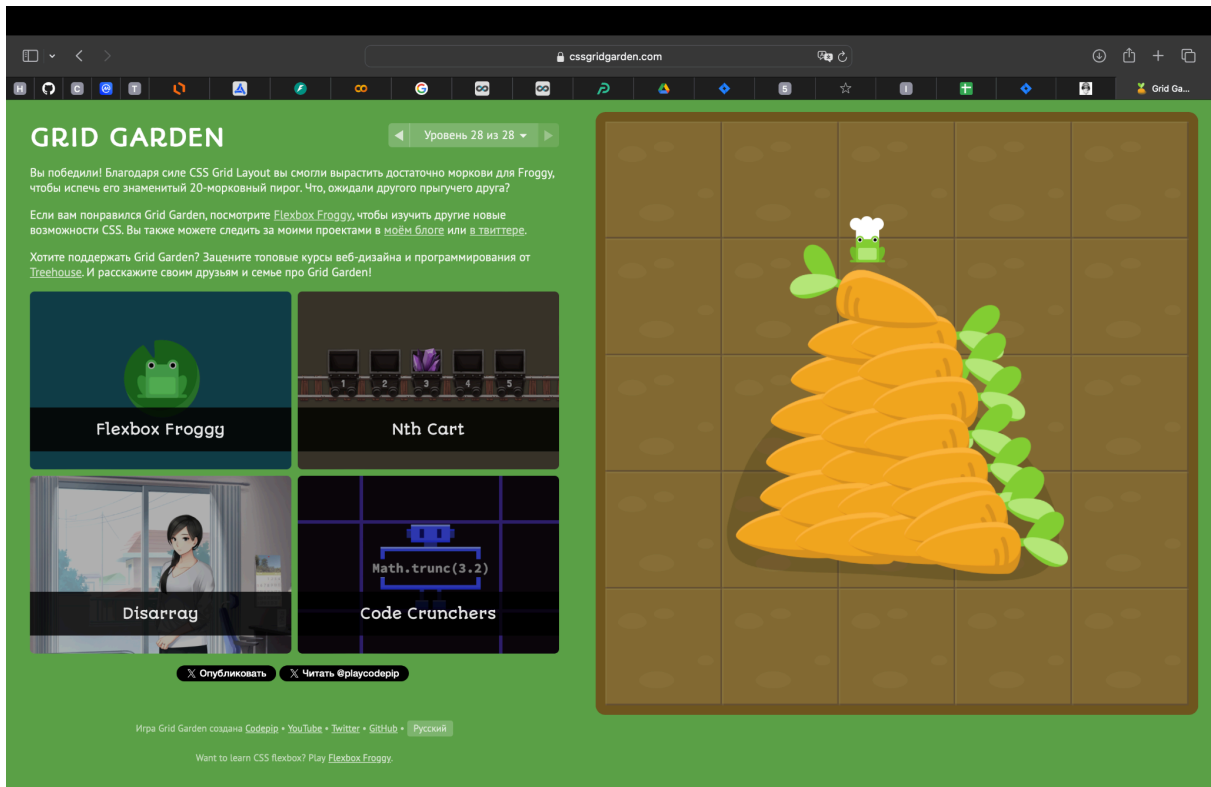 cssgridgarden.com
H
C
T
5
I
Grid Ga...
GRID GARDEN
Уровень 28 из 28
Вы победили! Благодаря силе CSS Grid Layout вы смогли вырастить достаточно моркови для Froggy,
чтобы испечь его знаменитый 20-морковный пирог. Что, ожидали другого прыгучего друга?
Если вам понравился Grid Garden, посмотрите Flexbox Froggy, чтобы изучить другие новые
возможности CSS. Вы также можете следить за моими проектами в моём блоге или в твиттере.
Хотите поддержать Grid Garden? Зацените топовые курсы веб-дизайна и программирования от
Treehouse. И расскажите своим друзьям и семье про Grid Garden!
1 2 3 4 5
Flexbox Froggy
Nth Cart
Math.trunc(3.2)
Disarray
Code Crunchers
Опубликовать
Читать @playcodepip
Игра Grid Garden создана Codepip • YouTube • Twitter • GitHub • Русский
Want to learn CSS flexbox? Play Flexbox Froggy.